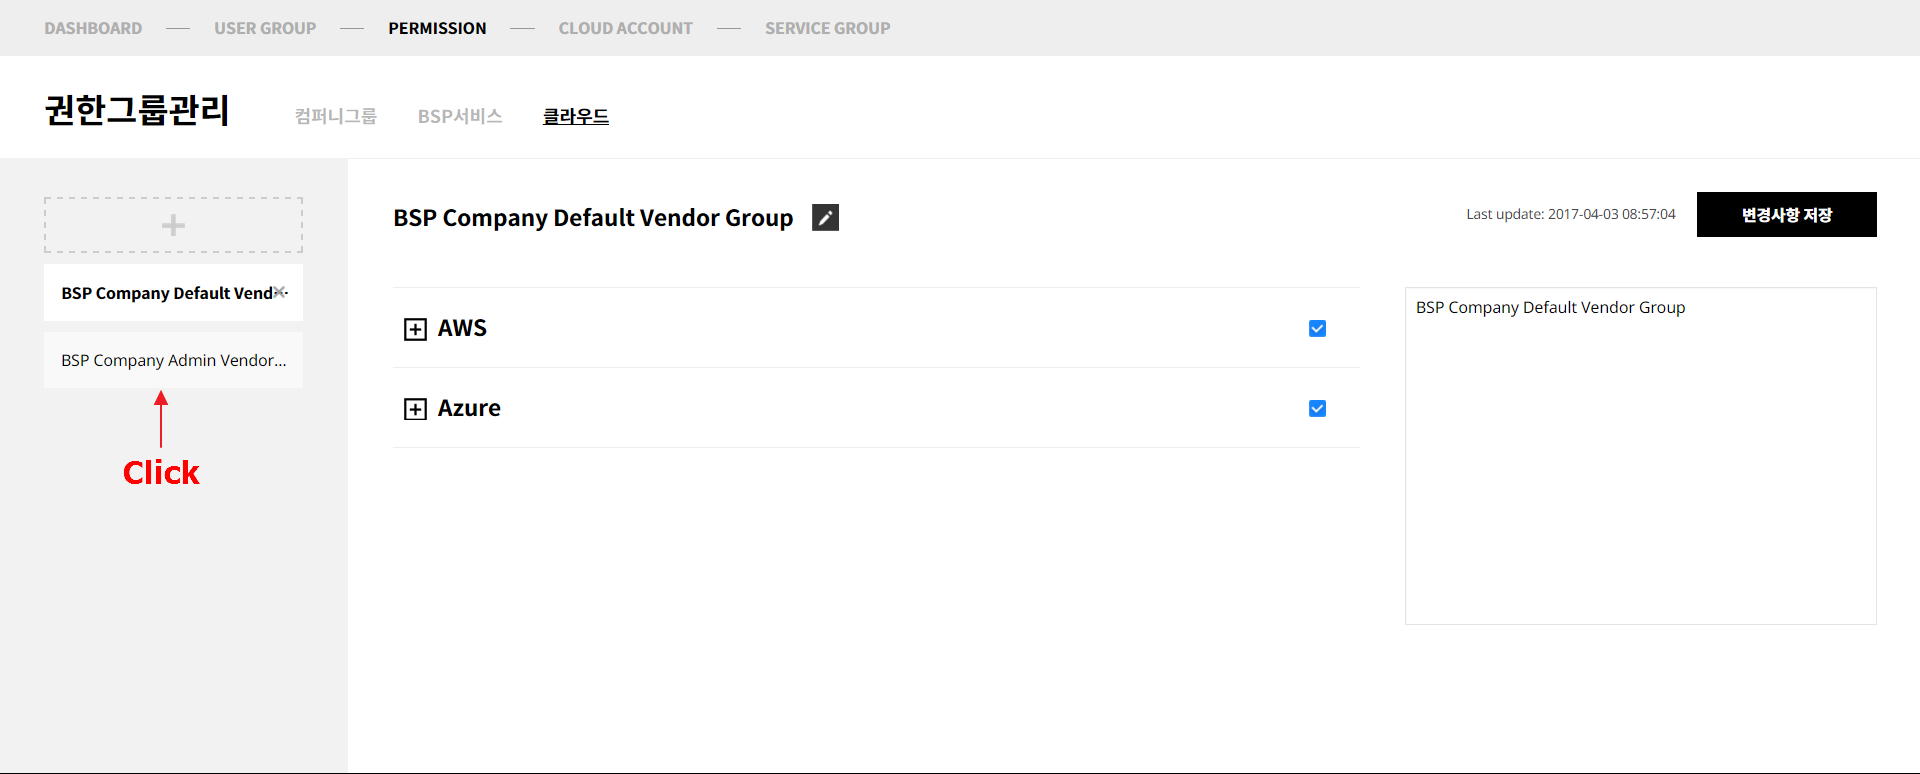 DASHBOARD USER GROUP PERMISSION CLOUD ACCOUNT SERVICE GROUP
권한그룹관리 컴퍼니그룹 BSP서비스 클라우드
BSP Company Default Vend
BSP Company Admin Vendor...
Click
BSP Company Default Vendor Group
Last update: 2017-04-03 08:57:04 변경사항 저장
AWS
Azure
BSP Company Default Vendor Group